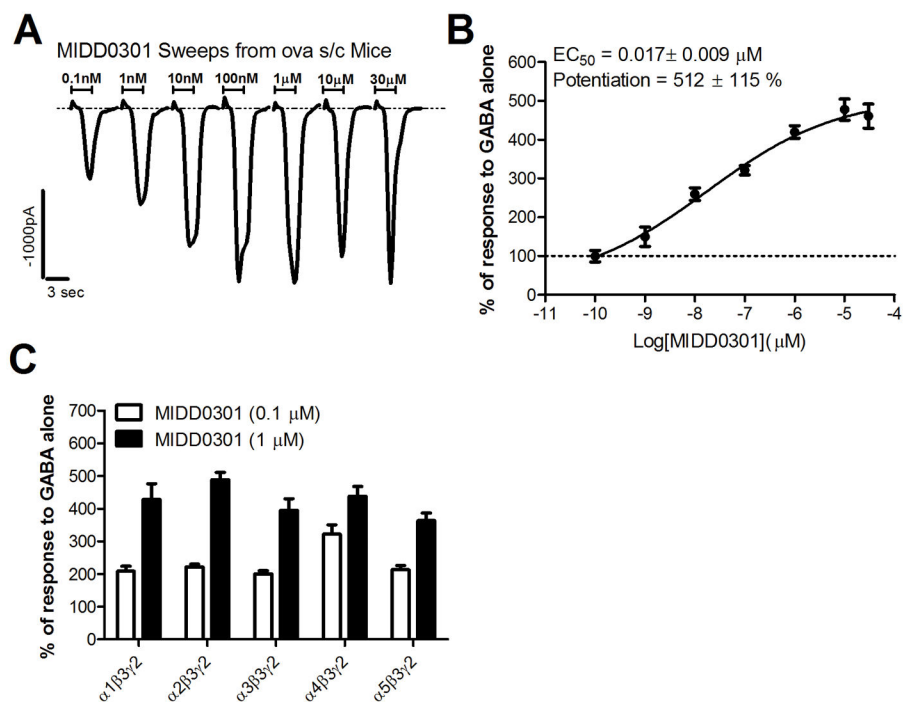 A
MIDD0301 Sweeps from ova s/c Mice
0.1nM 1nM 10nM 100nM 1μM 10μM 30μM
-1000pA
3 sec
B
EC50 = 0.017± 0.009 μM
Potentiation = 512 ± 115 %
% of response to GABA alone
600
500
400
300
200
100
0
-11 -10 -9 -8 -7 -6 -5 -4
Log[MIDD0301](μM)
C
MIDD0301 (0.1 μM)
MIDD0301 (1 μM)
% of response to GABA alone
700
600
500
400
300
200
100
0
α1β3γ2 α2β3γ2 α3β3γ2 α4β3γ2 α5β3γ2